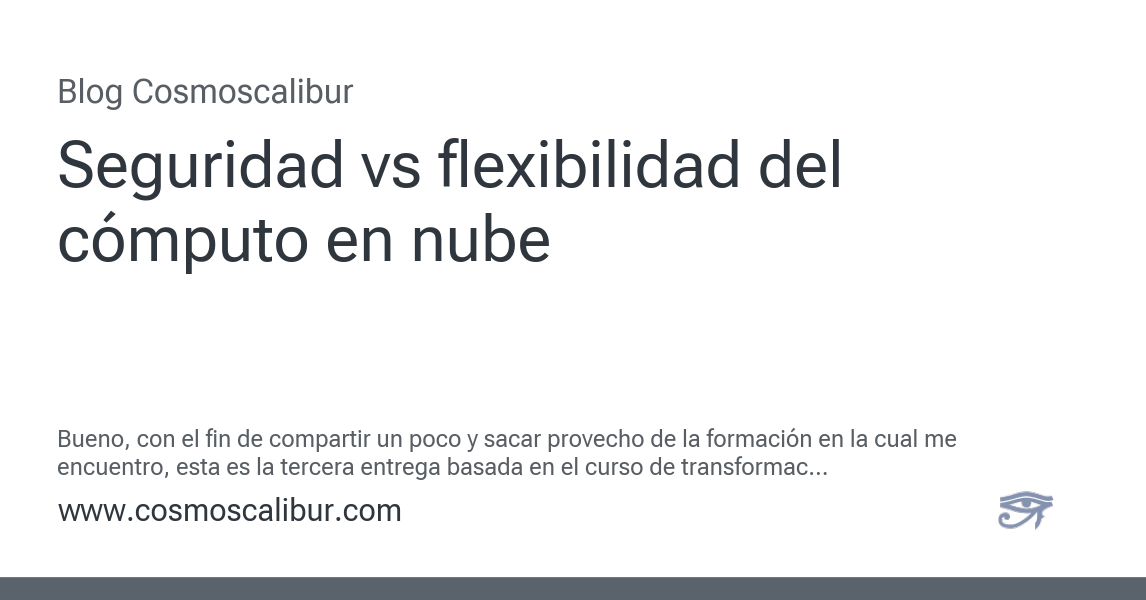 Blog Cosmoscalibur
Seguridad vs flexibilidad del
cómputo en nube
Bueno, con el fin de compartir un poco y sacar provecho de la formación en la cual me
encuentro, esta es la tercera entrega basada en el curso de transformac...
www.cosmoscalibur.com